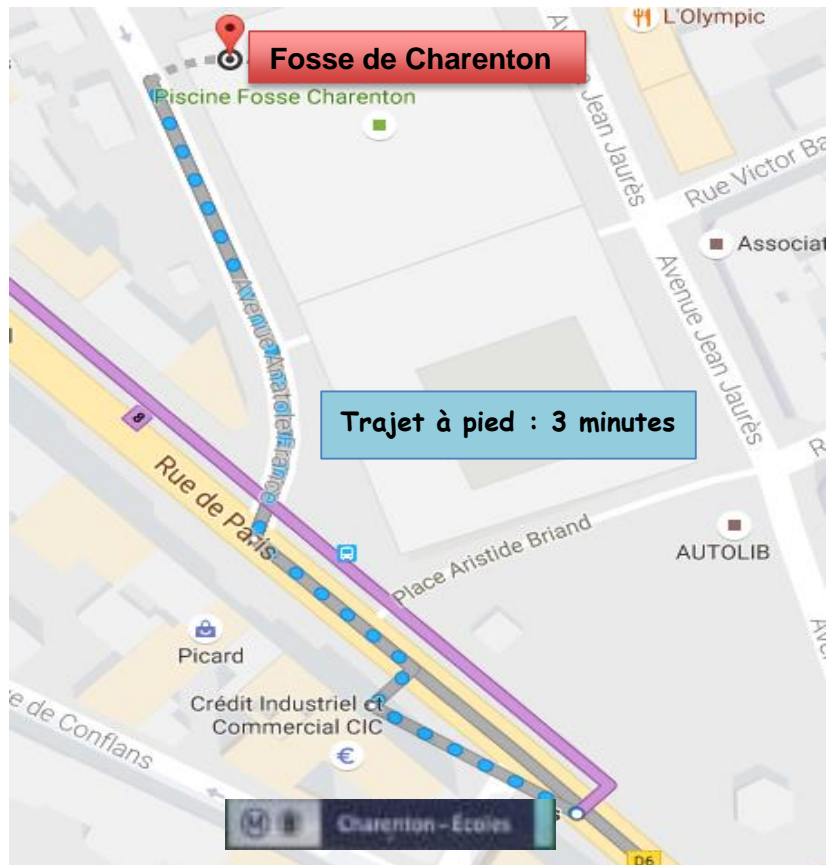 L'Olympic
Fosse de Charenton
Piscine Fosse Charenton
Avenue Jean Jaurès
Rue Victor Ba
Associat
Avenue Jean Jaurès
Avenue Anatole France
Trajet à pied : 3 minutes
8
Rue de Paris
R
Place Aristide Briand
AUTOLIB
Picard
Ave
Crédit Industriel et
Commercial CIC
€
e de Conflans
s
M 8 Charenton - Écoles
D6